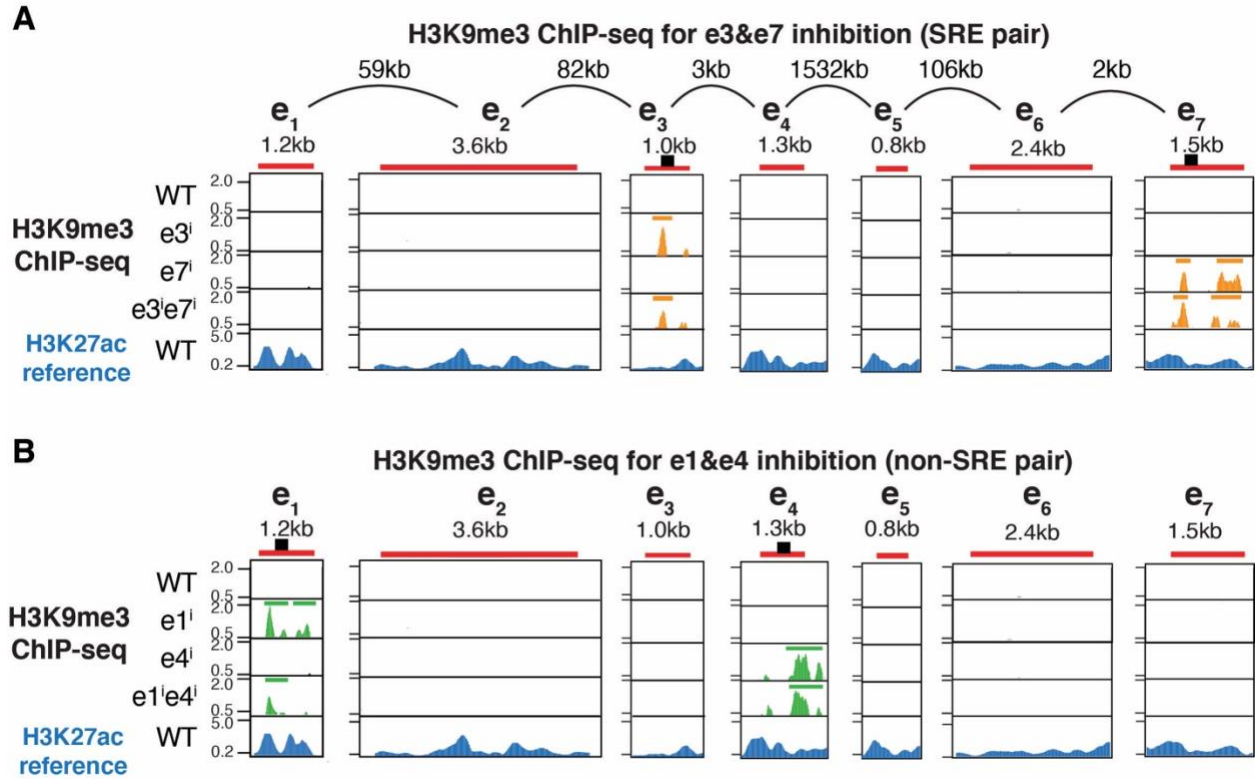 A
H3K9me3 ChIP-seq for e3&e7 inhibition (SRE pair)
59kb 82kb 3kb 1532kb 106kb 2kb
e1 e2 e3 e4 e5 e6 e7
1.2kb 3.6kb 1.0kb 1.3kb 0.8kb 2.4kb 1.5kb
H3K9me3
ChIP-seq
WT 2.0 0.5
e3i 2.0 0.5
e7i 2.0 0.5
e3ie7i 2.0 0.5
H3K27ac
reference
WT 5.0 0.2
B
H3K9me3 ChIP-seq for e1&e4 inhibition (non-SRE pair)
e1 e2 e3 e4 e5 e6 e7
1.2kb 3.6kb 1.0kb 1.3kb 0.8kb 2.4kb 1.5kb
H3K9me3
ChIP-seq
WT 2.0 0.5
e1i 2.0 0.5
e4i 2.0 0.5
e1ie4i 2.0 0.5
H3K27ac
reference
WT 5.0 0.2